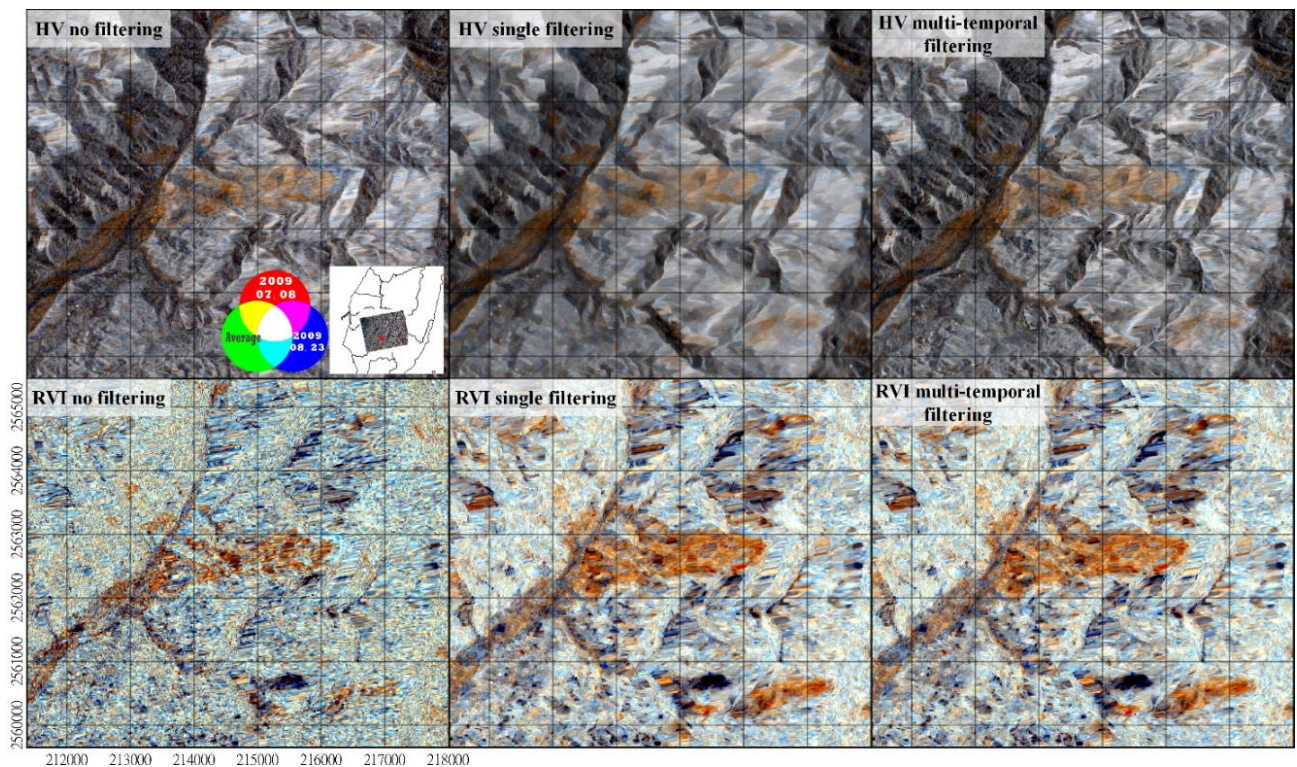 HV no filtering
HV single filtering
HV multi-temporal
filtering
2009
07, 08
Average
2009
08, 23
RVI no filtering
RVI single filtering
RVI multi-temporal
filtering
2565000
2564000
2563000
2562000
2561000
2560000
212000 213000 214000 215000 216000 217000 218000